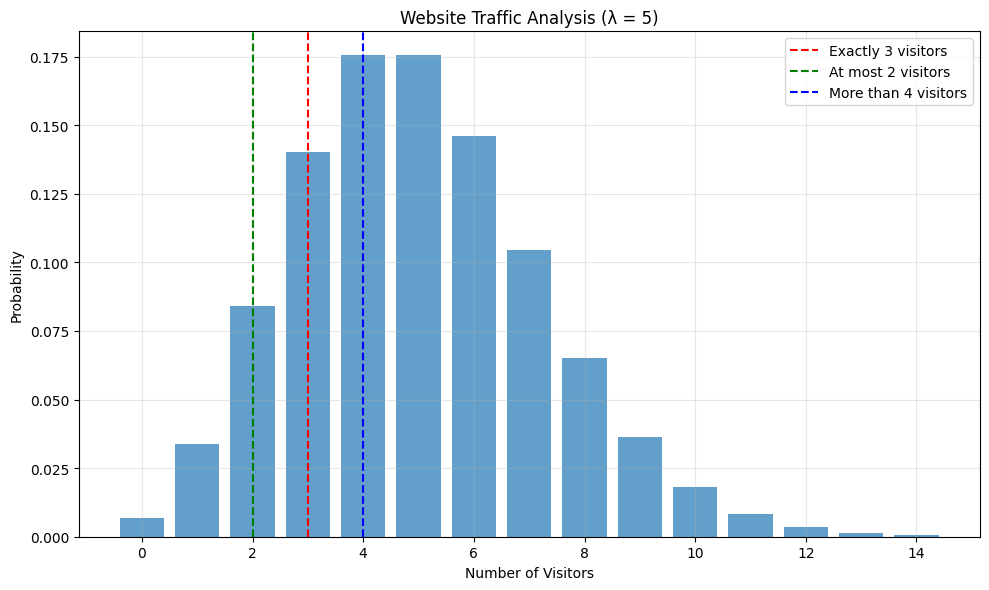 Website Traffic Analysis (λ = 5)
Exactly 3 visitors
At most 2 visitors
More than 4 visitors
Probability
0.175
0.150
0.125
0.100
0.075
0.050
0.025
0.000
0 2 4 6 8 10 12 14
Number of Visitors